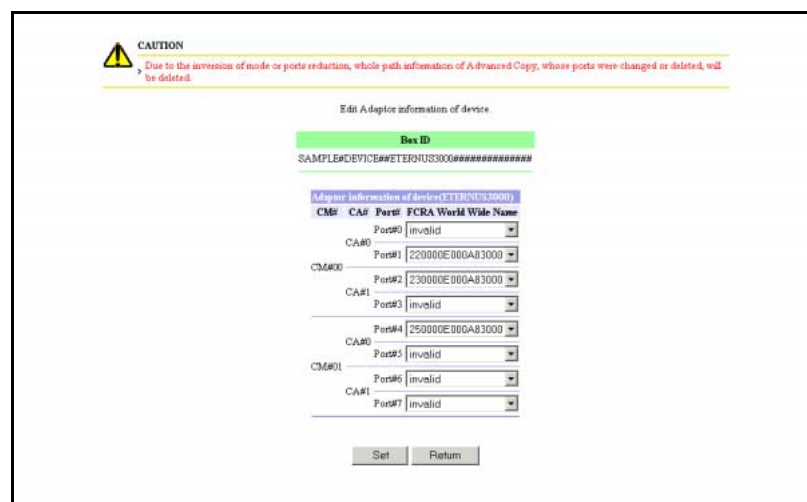 CAUTION
Due to the inversion of mode or ports reduction, whole path information of Advanced Copy, whose ports were changed or deleted, will
be deleted.
Edit Adaptor information of device.
Box ID
SAMPLE#DEVICE##ETERNUS3000##############
Adaptor information of device(ETERNUS3000)
CM# CA# Port# FCRA World Wide Name
Port#0 invalid
CA#0
Port#1 220000E000A83000
CM#00
Port#2 230000E000A83000
CA#1
Port#3 invalid
Port#4 250000E000A83000
CA#0
Port#5 invalid
CM#01
Port#6 invalid
CA#1
Port#7 invalid
Set Return